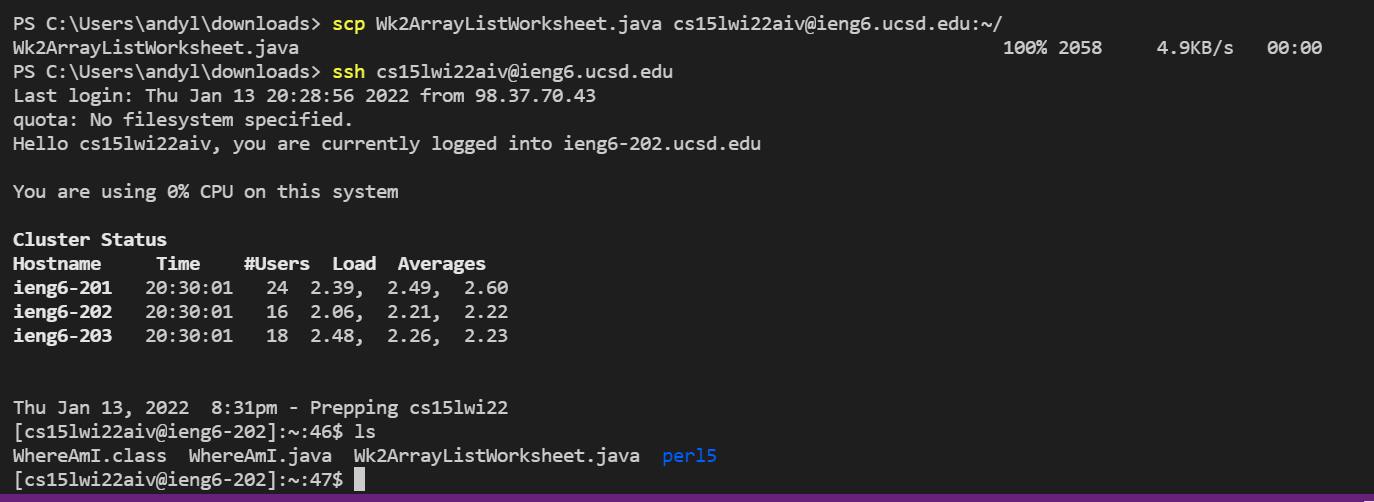 PS C:\Users\andyl\downloads> scp Wk2ArrayListWorksheet.java cs15lwi22aiv@ieng6.ucsd.edu:~/
Wk2ArrayListWorksheet.java 100% 2058 4.9KB/s 00:00
PS C:\Users\andyl\downloads> ssh cs15lwi22aiv@ieng6.ucsd.edu
Last login: Thu Jan 13 20:28:56 2022 from 98.37.70.43
quota: No filesystem specified.
Hello cs15lwi22aiv, you are currently logged into ieng6-202.ucsd.edu
You are using 0% CPU on this system
Cluster Status
Hostname Time #Users Load Averages
ieng6-201 20:30:01 24 2.39, 2.49, 2.60
ieng6-202 20:30:01 16 2.06, 2.21, 2.22
ieng6-203 20:30:01 18 2.48, 2.26, 2.23
Thu Jan 13, 2022 8:31pm - Prepping cs15lwi22
[cs15lwi22aiv@ieng6-202]:~:46$ ls
WhereAmI.class WhereAmI.java Wk2ArrayListWorksheet.java perl5
[cs15lwi22aiv@ieng6-202]:~:47$